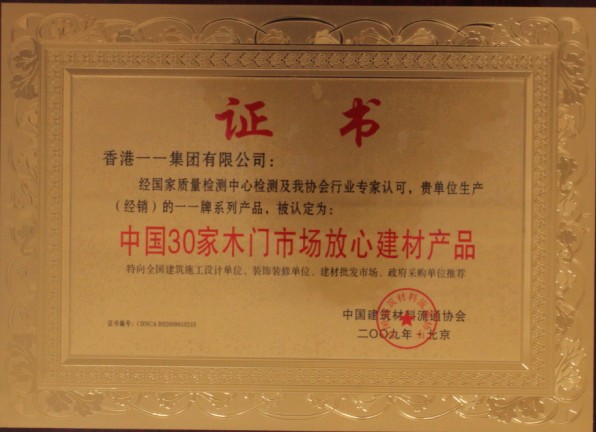 证 书
香港一一集团有限公司：
经国家质量检测中心检测及我协会行业专家认可，贵单位生产
（经销）的一一牌系列产品，被认定为：
中国30家木门市场放心建材产品
特向全国建筑施工设计单位、装饰装修单位、建材批发市场、政府采购单位推荐
中国建筑材料流通协会
证书编号：
二〇〇九年·北京